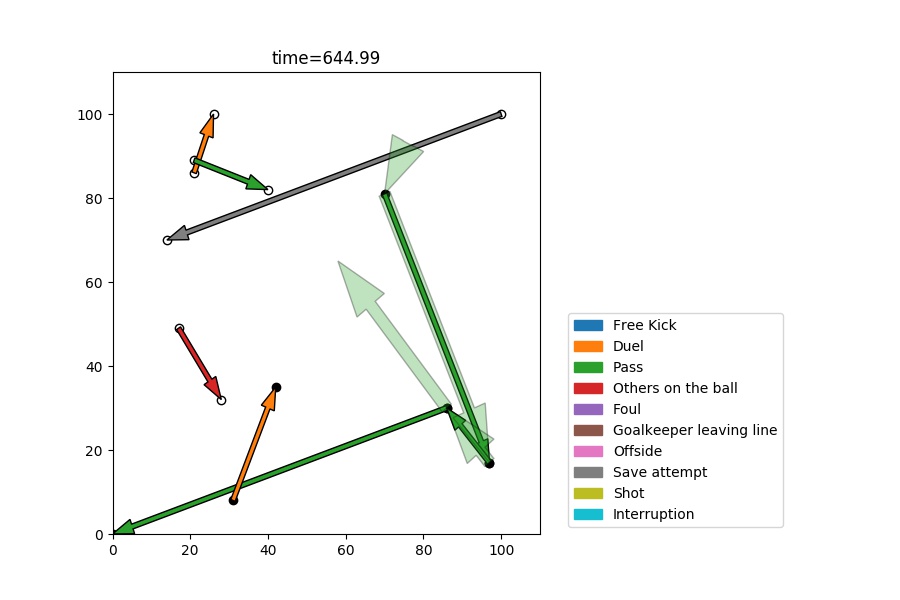 time=644.99
100
80
60
40
20
0
0 20 40 60 80 100
Free Kick
Duel
Pass
Others on the ball
Foul
Goalkeeper leaving line
Offside
Save attempt
Shot
Interruption